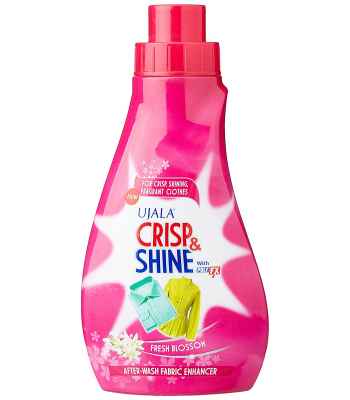 FOR CRISP, SHINING,
FRAGRANT CLOTHES
NEW
UJALA
CRISP
&
SHINE
With
FRESH BLOSSOM
AFTER-WASH FABRIC ENHANCER